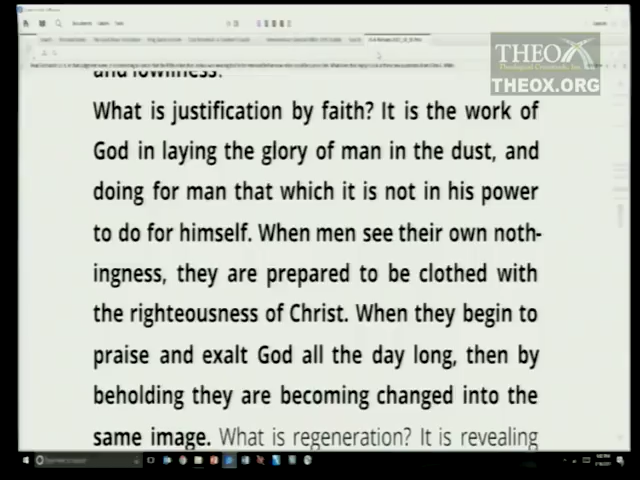 THEOX
THEOX.ORG
and lowliness.
What is justification by faith? It is the work of
God in laying the glory of man in the dust, and
doing for man that which it is not in his power
to do for himself. When men see their own noth-
ingness, they are prepared to be clothed with
the righteousness of Christ. When they begin to
praise and exalt God all the day long, then by
beholding they are becoming changed into the
same image. What is regeneration? It is revealing